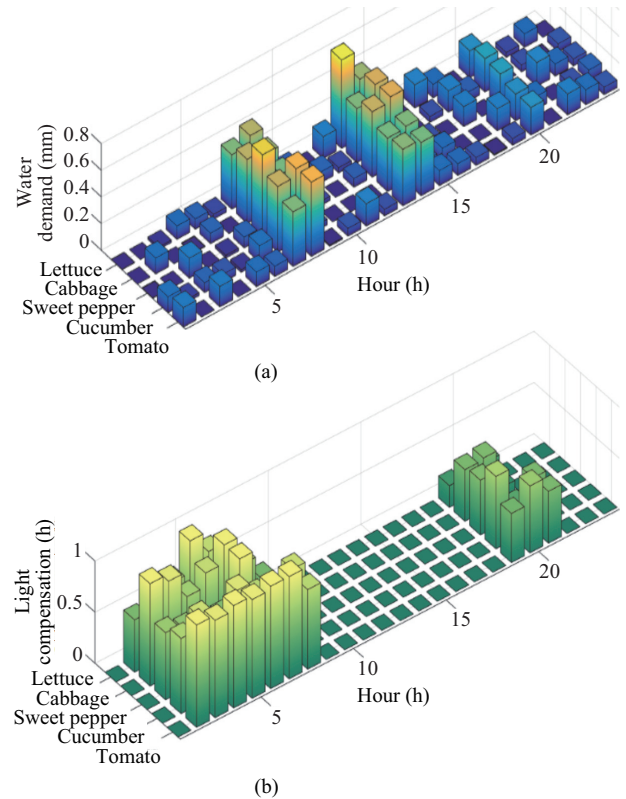 0.8
0.6
0.4
0.2
0
Water
demand (mm)
Lettuce
Cabbage
Sweet pepper
Cucumber
Tomato
5
10
15
20
Hour (h)
(a)
1
0.5
0
Light
compensation (h)
Lettuce
Cabbage
Sweet pepper
Cucumber
Tomato
5
10
15
20
Hour (h)
(b)